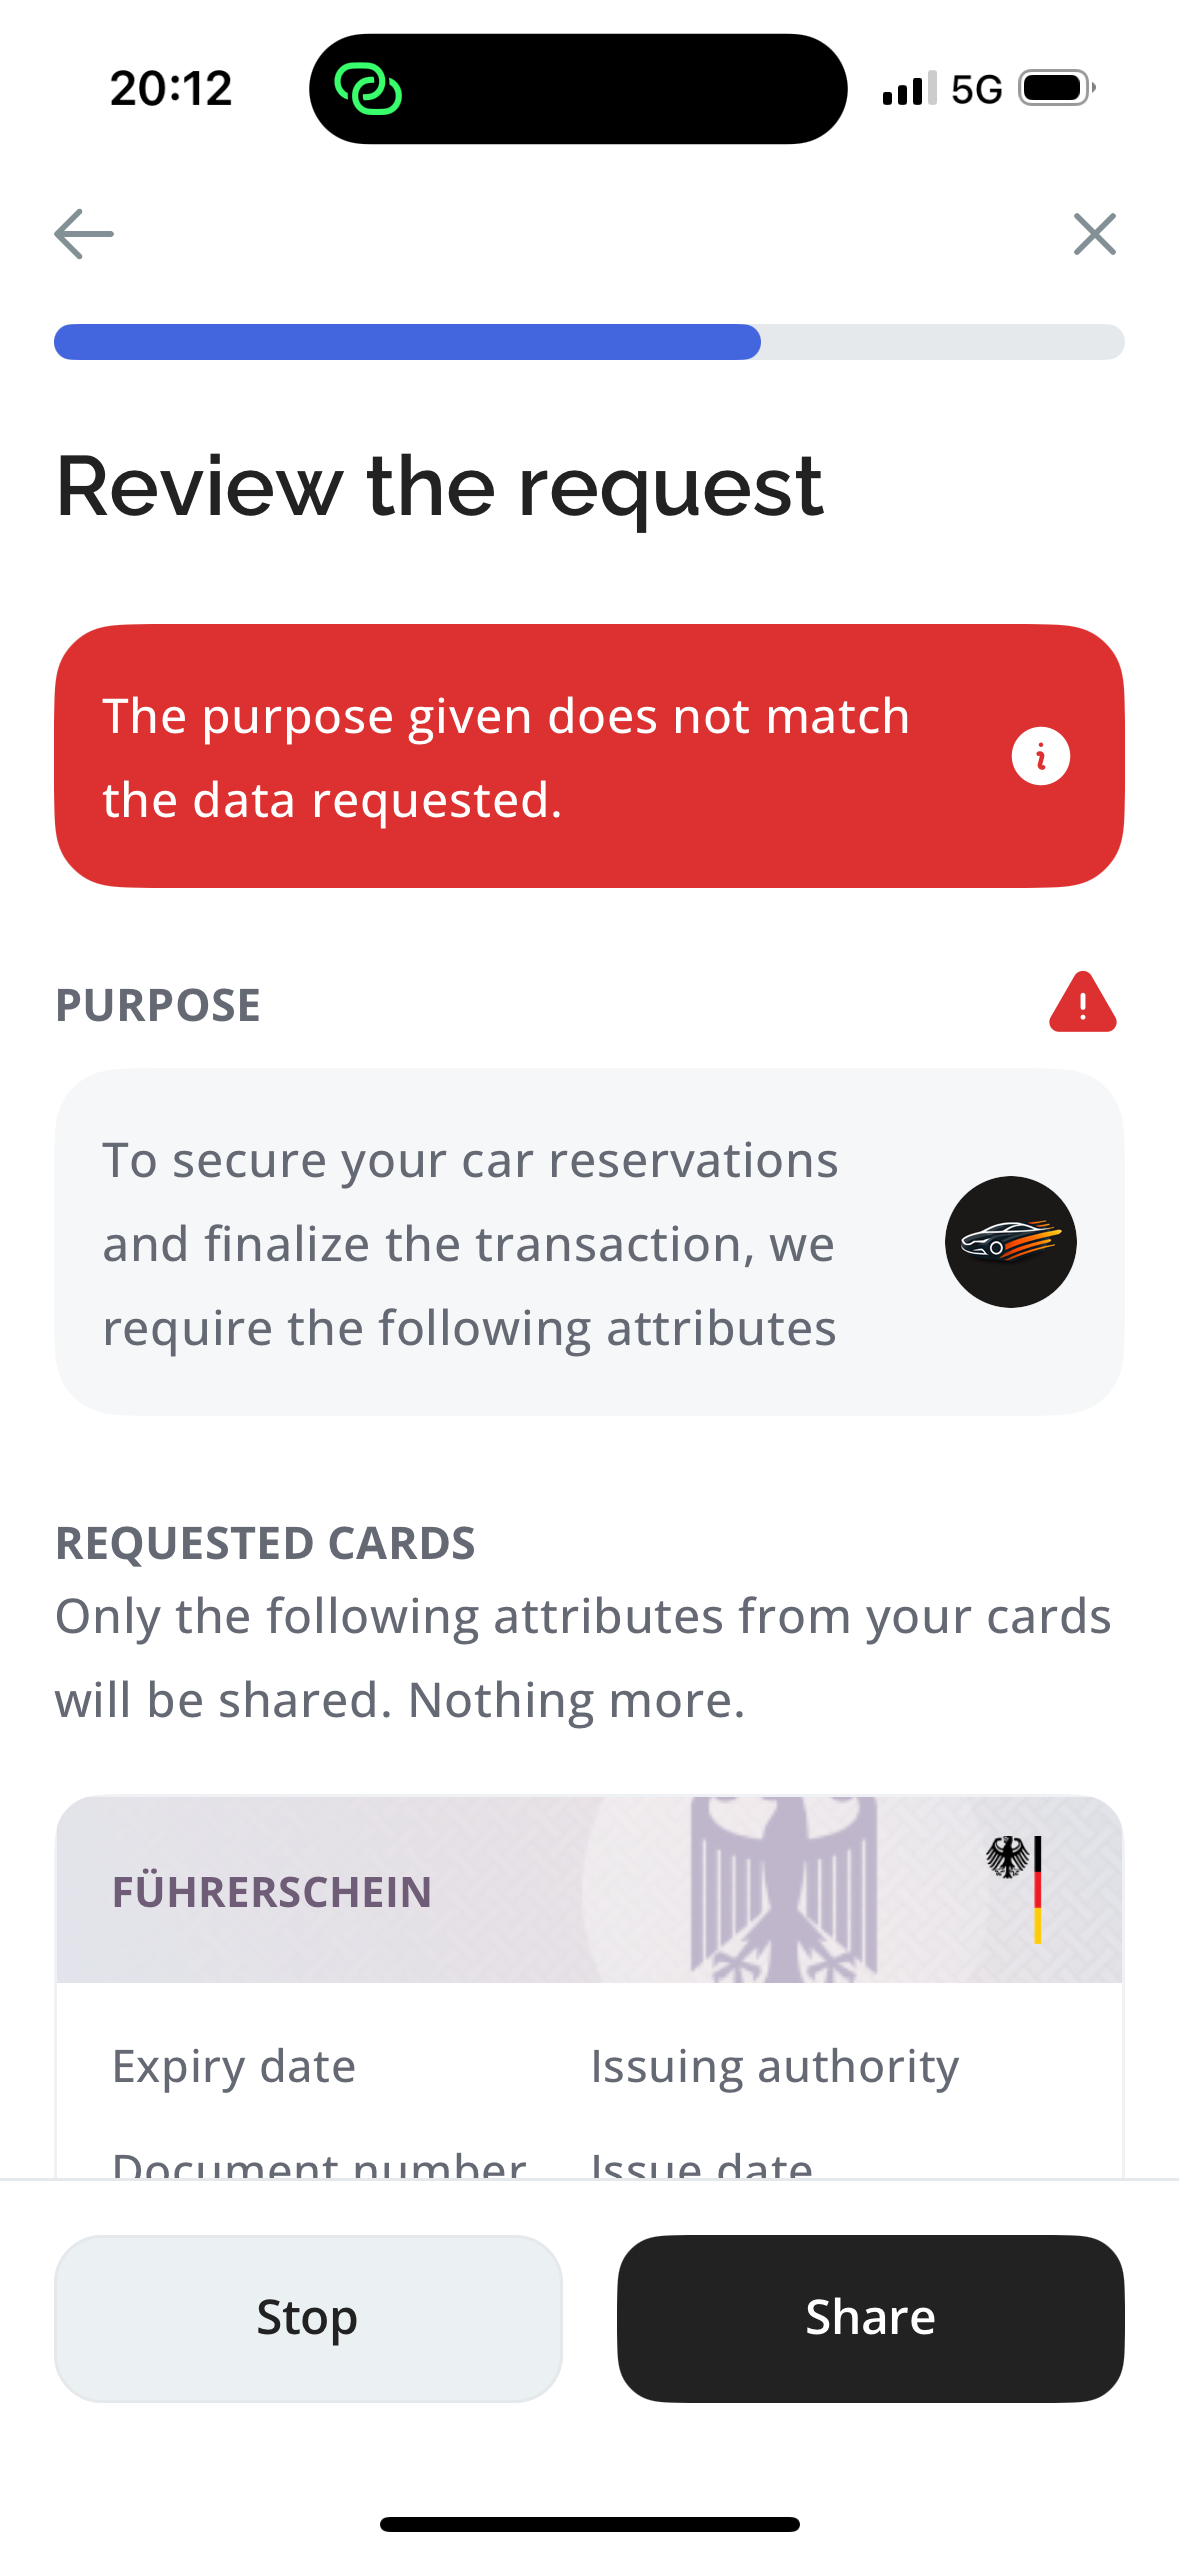 20:12
5G
Review the request
The purpose given does not match
the data requested.
PURPOSE
To secure your car reservations
and finalize the transaction, we
require the following attributes
REQUESTED CARDS
Only the following attributes from your cards
will be shared. Nothing more.
FÜHRERSCHEIN
Expiry date
Issuing authority
Document number
Issue date
Stop
Share